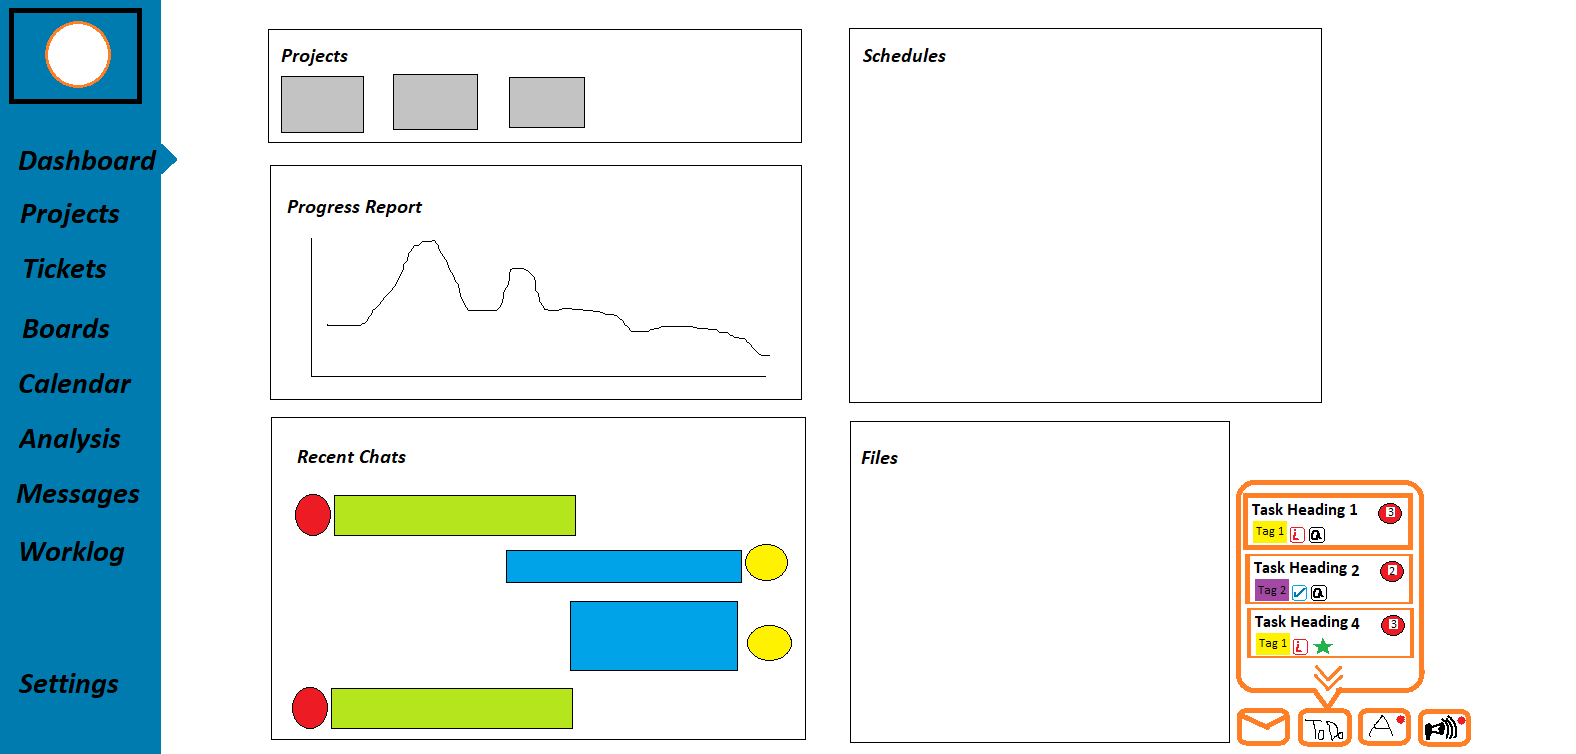 Dashboard
Projects
Tickets
Boards
Calendar
Analysis
Messages
Worklog
Settings
Projects
Progress Report
Recent Chats
Schedules
Files
Task Heading 1
3
Tag 1 i a
Task Heading 2
2
Tag 2 a
Task Heading 4
3
Tag 1 i
ToDo
A